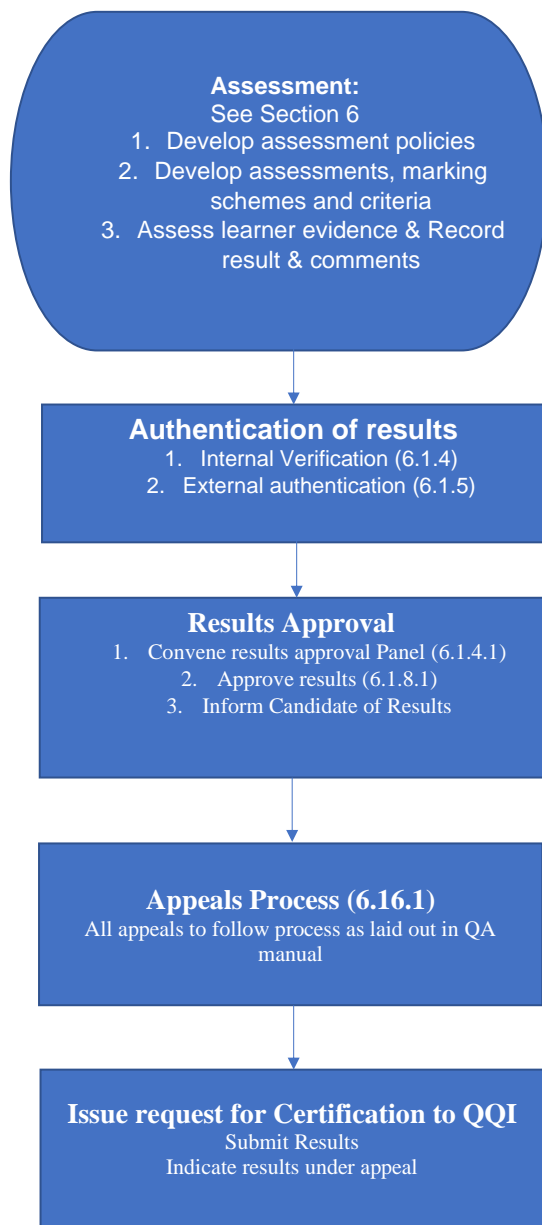 Assessment:
See Section 6
1. Develop assessment policies
2. Develop assessments, marking
schemes and criteria
3. Assess learner evidence & Record
result & comments
Authentication of results
1. Internal Verification (6.1.4)
2. External authentication (6.1.5)
Results Approval
1. Convene results approval Panel (6.1.4.1)
2. Approve results (6.1.8.1)
3. Inform Candidate of Results
Appeals Process (6.16.1)
All appeals to follow process as laid out in QA
manual
Issue request for Certification to QQI
Submit Results
Indicate results under appeal